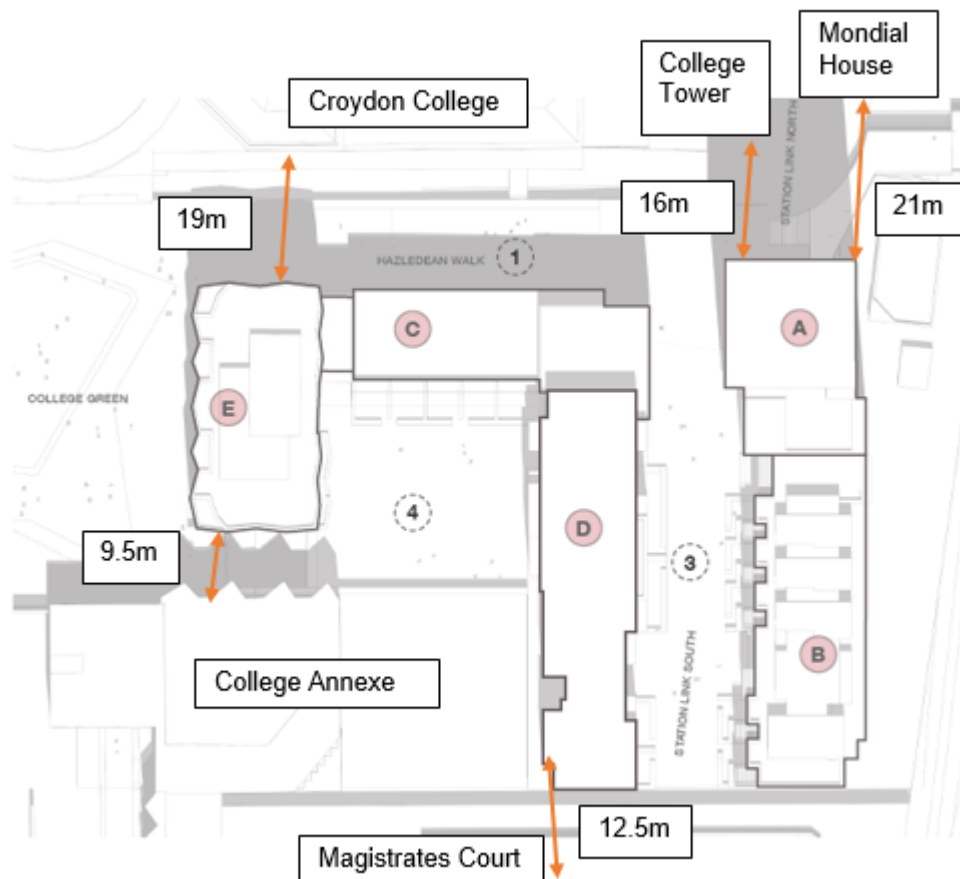 Mondial
House
College
Tower
Croydon College
STATION LINK NORTH
19m
16m
21m
HAZLEDEAN WALK
1
C
A
COLLEGE GREEN
E
4
D
3
9.5m
B
College Annexe
STATION LINK SOUTH
12.5m
Magistrates Court